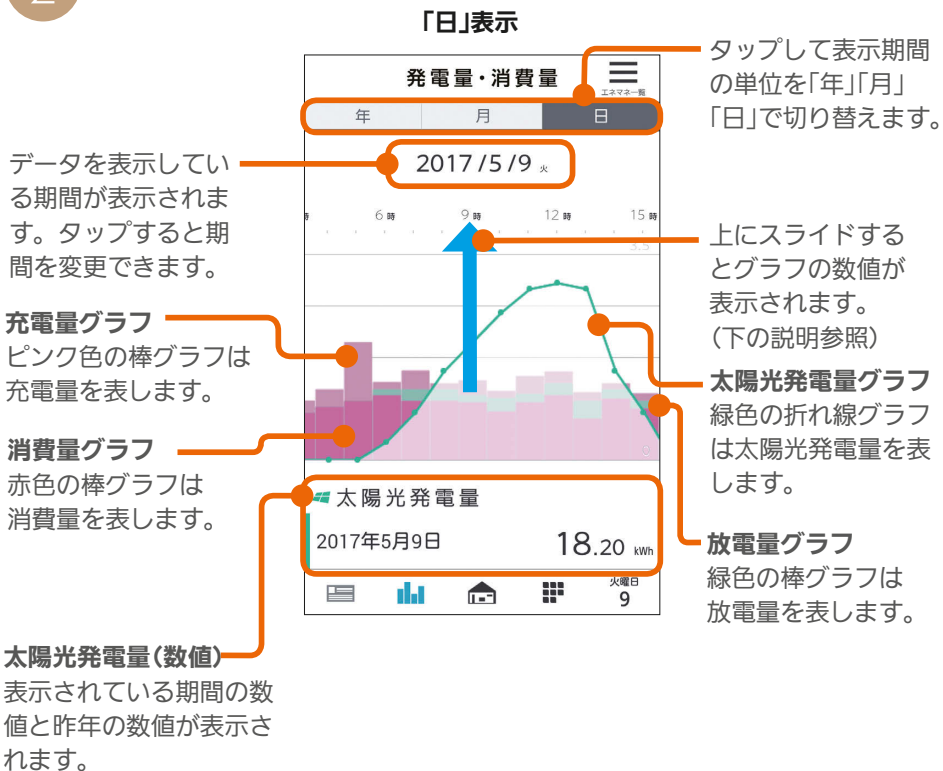 2
「日」表示
発電量・消費量
エネマネ一覧
年 月 日
2017/5/9 火
時 6時 9時 12時 15時
3.5
0
太陽光発電量
2017年5月9日 18.20 kWh
火曜日
9
データを表示してい
る期間が表示されま
す。タップすると期
間を変更できます。
充電量グラフ
ピンク色の棒グラフは
充電量を表します。
消費量グラフ
赤色の棒グラフは
消費量を表します。
太陽光発電量(数値)
表示されている期間の数
値と昨年の数値が表示さ
れます。
タップして表示期間
の単位を「年」「月」
「日」で切り替えます。
上にスライドする
とグラフの数値が
表示されます。
(下の説明参照)
太陽光発電量グラフ
緑色の折れ線グラフ
は太陽光発電量を表
します。
放電量グラフ
緑色の棒グラフは
放電量を表します。